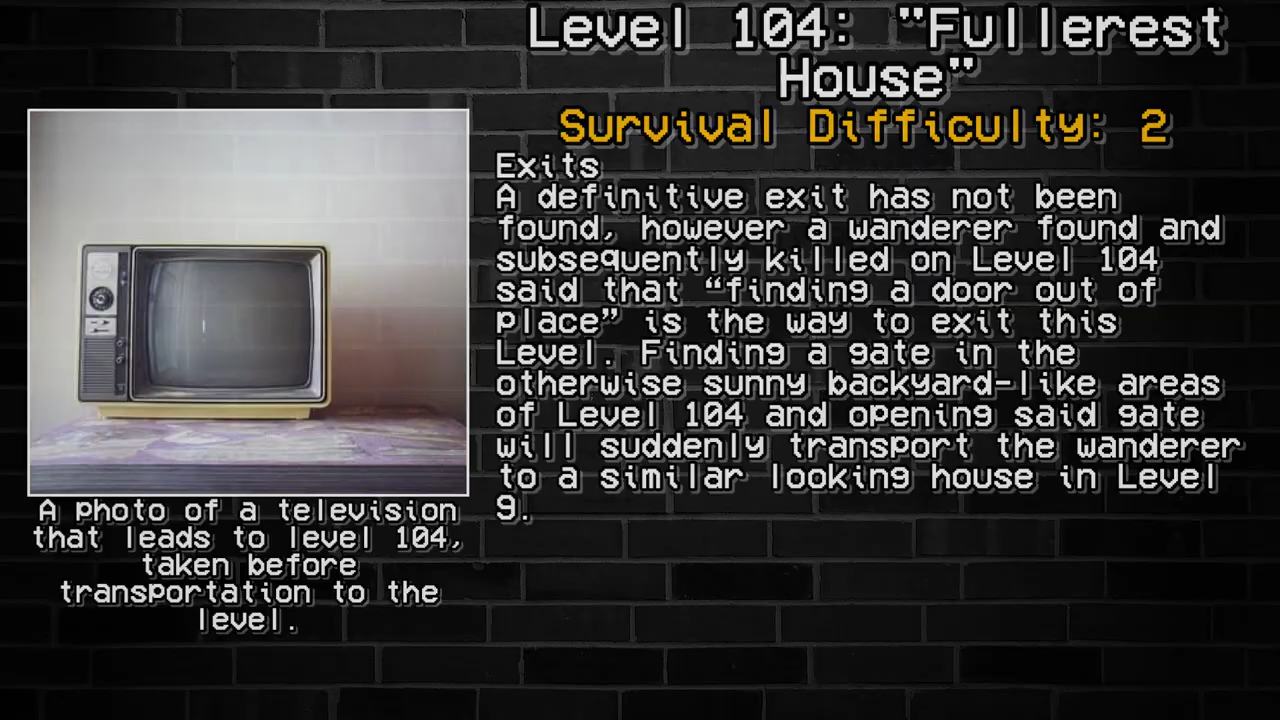 Level 104: "Fullerest
House"
Survival Difficulty: 2
Exits
A definitive exit has not been
found, however a wanderer found and
subsequently killed on Level 104
said that “finding a door out of
place” is the way to exit this
Level. Finding a gate in the
otherwise sunny backyard-like areas
of Level 104 and opening said gate
will suddenly transport the wanderer
to a similar looking house in Level
9.
A photo of a television
that leads to level 104,
taken before
transportation to the
level.